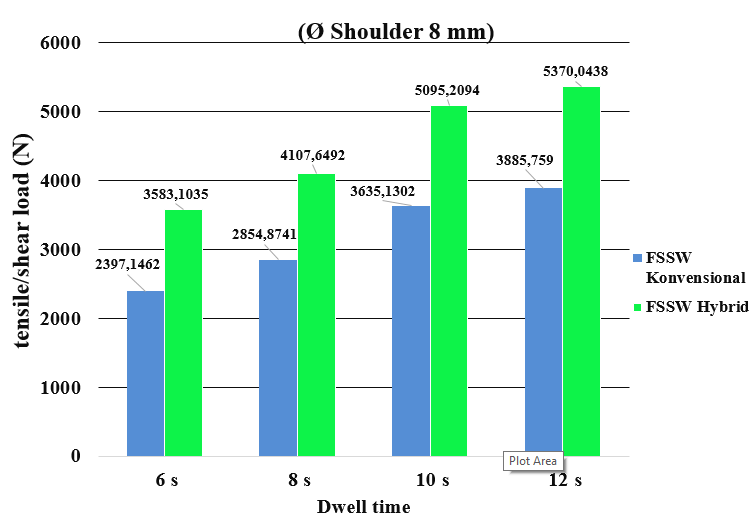 (Ø Shoulder 8 mm)
6000
5000
4000
3000
2000
1000
0
tensile/shear load (N)
2397,1462
3583,1035
2854,8741
4107,6492
3635,1302
5095,2094
3885,759
5370,0438
6 s
8 s
10 s
12 s
Plot Area
Dwell time
FSSW
Konvensional
FSSW Hybrid